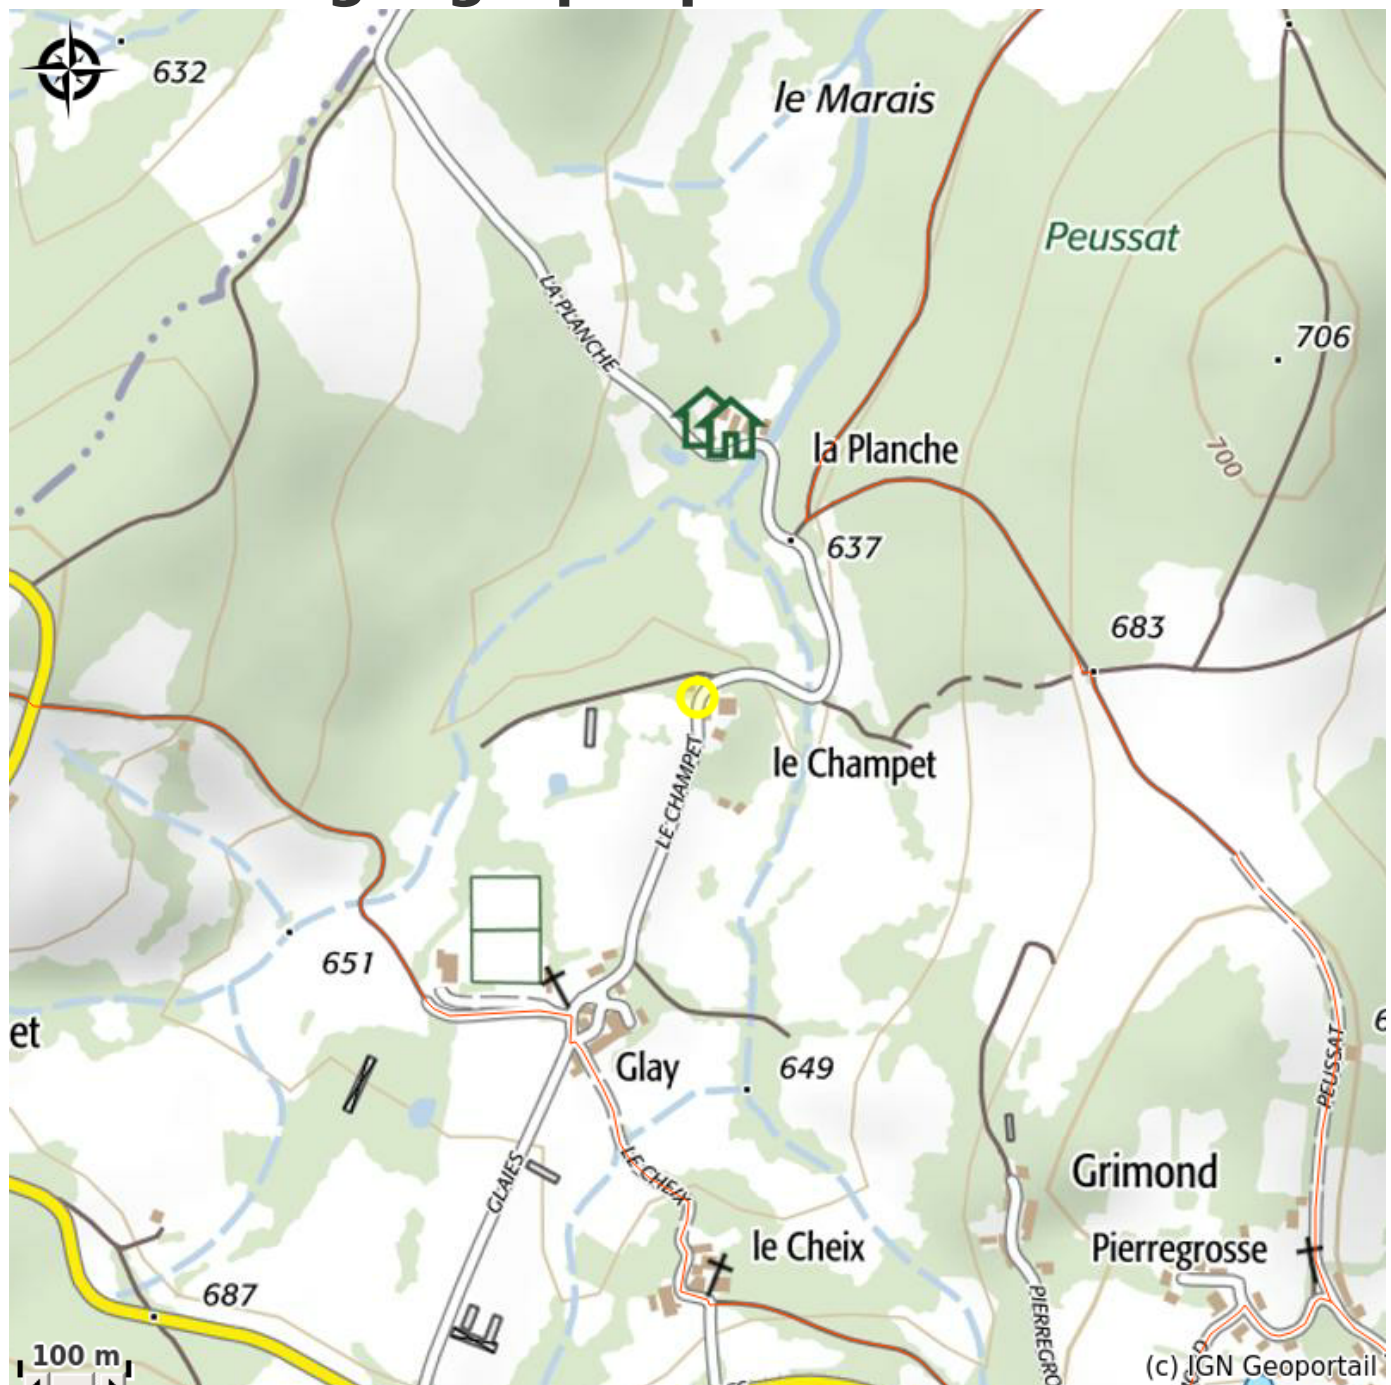 632
le Marais
Peussat
LA PLANCHE
706
la Planche
700
637
683
LE CHAMPET
le Champet
651
et
Glay
649
PEUSSAT
GLAIES
LE CHEIX
Grimond
le Cheix
Pierregrosse
687
PIERREGRO
100 m
(c) IGN Geoportail